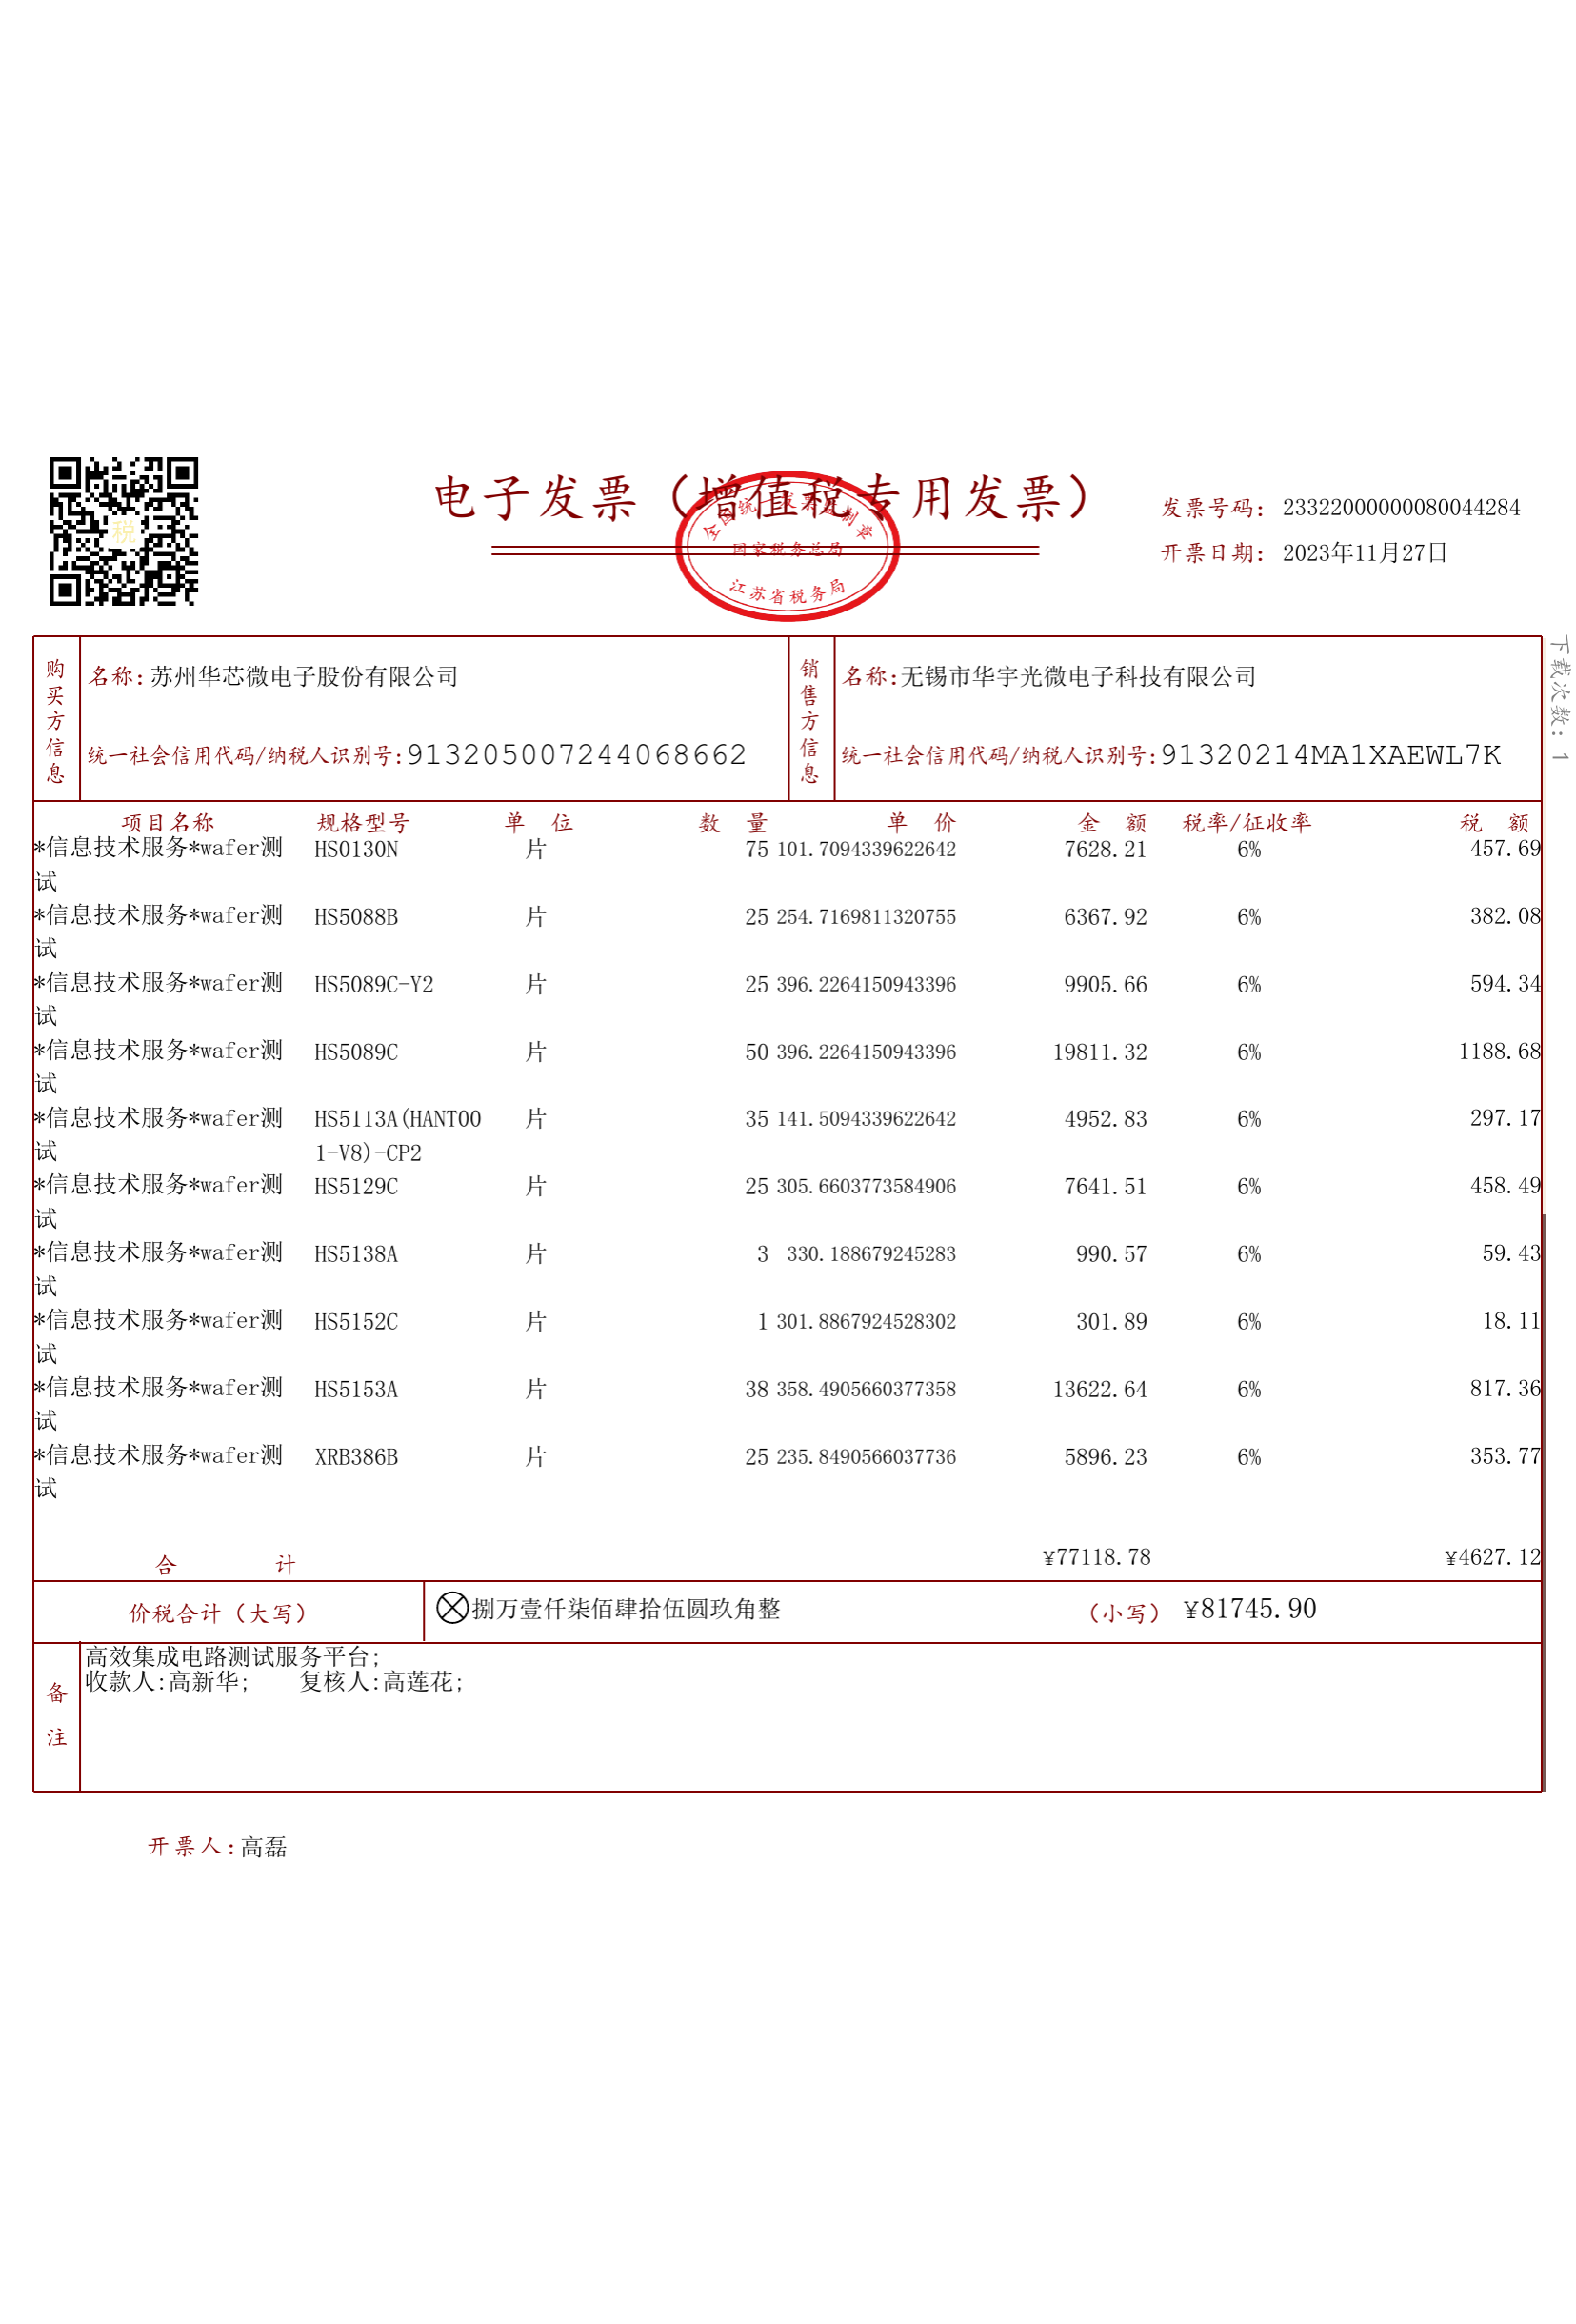 电子发票（增值税专用发票）
全国统一发票监制章
国家税务总局
江苏省税务局
税
发票号码： 23322000000080044284
开票日期： 2023年11月27日
下载次数：1
购买方信息
名称：苏州华芯微电子股份有限公司
统一社会信用代码/纳税人识别号：913205007244068662
销售方信息
名称：无锡市华宇光微电子科技有限公司
统一社会信用代码/纳税人识别号：91320214MA1XAEWL7K
项目名称 规格型号 单 位 数 量 单 价 金 额 税率/征收率 税 额
*信息技术服务*wafer测 HS0130N 片 75 101.7094339622642 7628.21 6% 457.69
试
*信息技术服务*wafer测 HS5088B 片 25 254.7169811320755 6367.92 6% 382.08
试
*信息技术服务*wafer测 HS5089C-Y2 片 25 396.2264150943396 9905.66 6% 594.34
试
*信息技术服务*wafer测 HS5089C 片 50 396.2264150943396 19811.32 6% 1188.68
试
*信息技术服务*wafer测 HS5113A(HANT00 片 35 141.5094339622642 4952.83 6% 297.17
试 1-V8)-CP2
*信息技术服务*wafer测 HS5129C 片 25 305.6603773584906 7641.51 6% 458.49
试
*信息技术服务*wafer测 HS5138A 片 3 330.188679245283 990.57 6% 59.43
试
*信息技术服务*wafer测 HS5152C 片 1 301.8867924528302 301.89 6% 18.11
试
*信息技术服务*wafer测 HS5153A 片 38 358.4905660377358 13622.64 6% 817.36
试
*信息技术服务*wafer测 XRB386B 片 25 235.8490566037736 5896.23 6% 353.77
试
合 计 ¥77118.78 ¥4627.12
价税合计（大写） 捌万壹仟柒佰肆拾伍圆玖角整 （小写） ¥81745.90
备注
高效集成电路测试服务平台;
收款人:高新华; 复核人:高莲花;
开票人：高磊